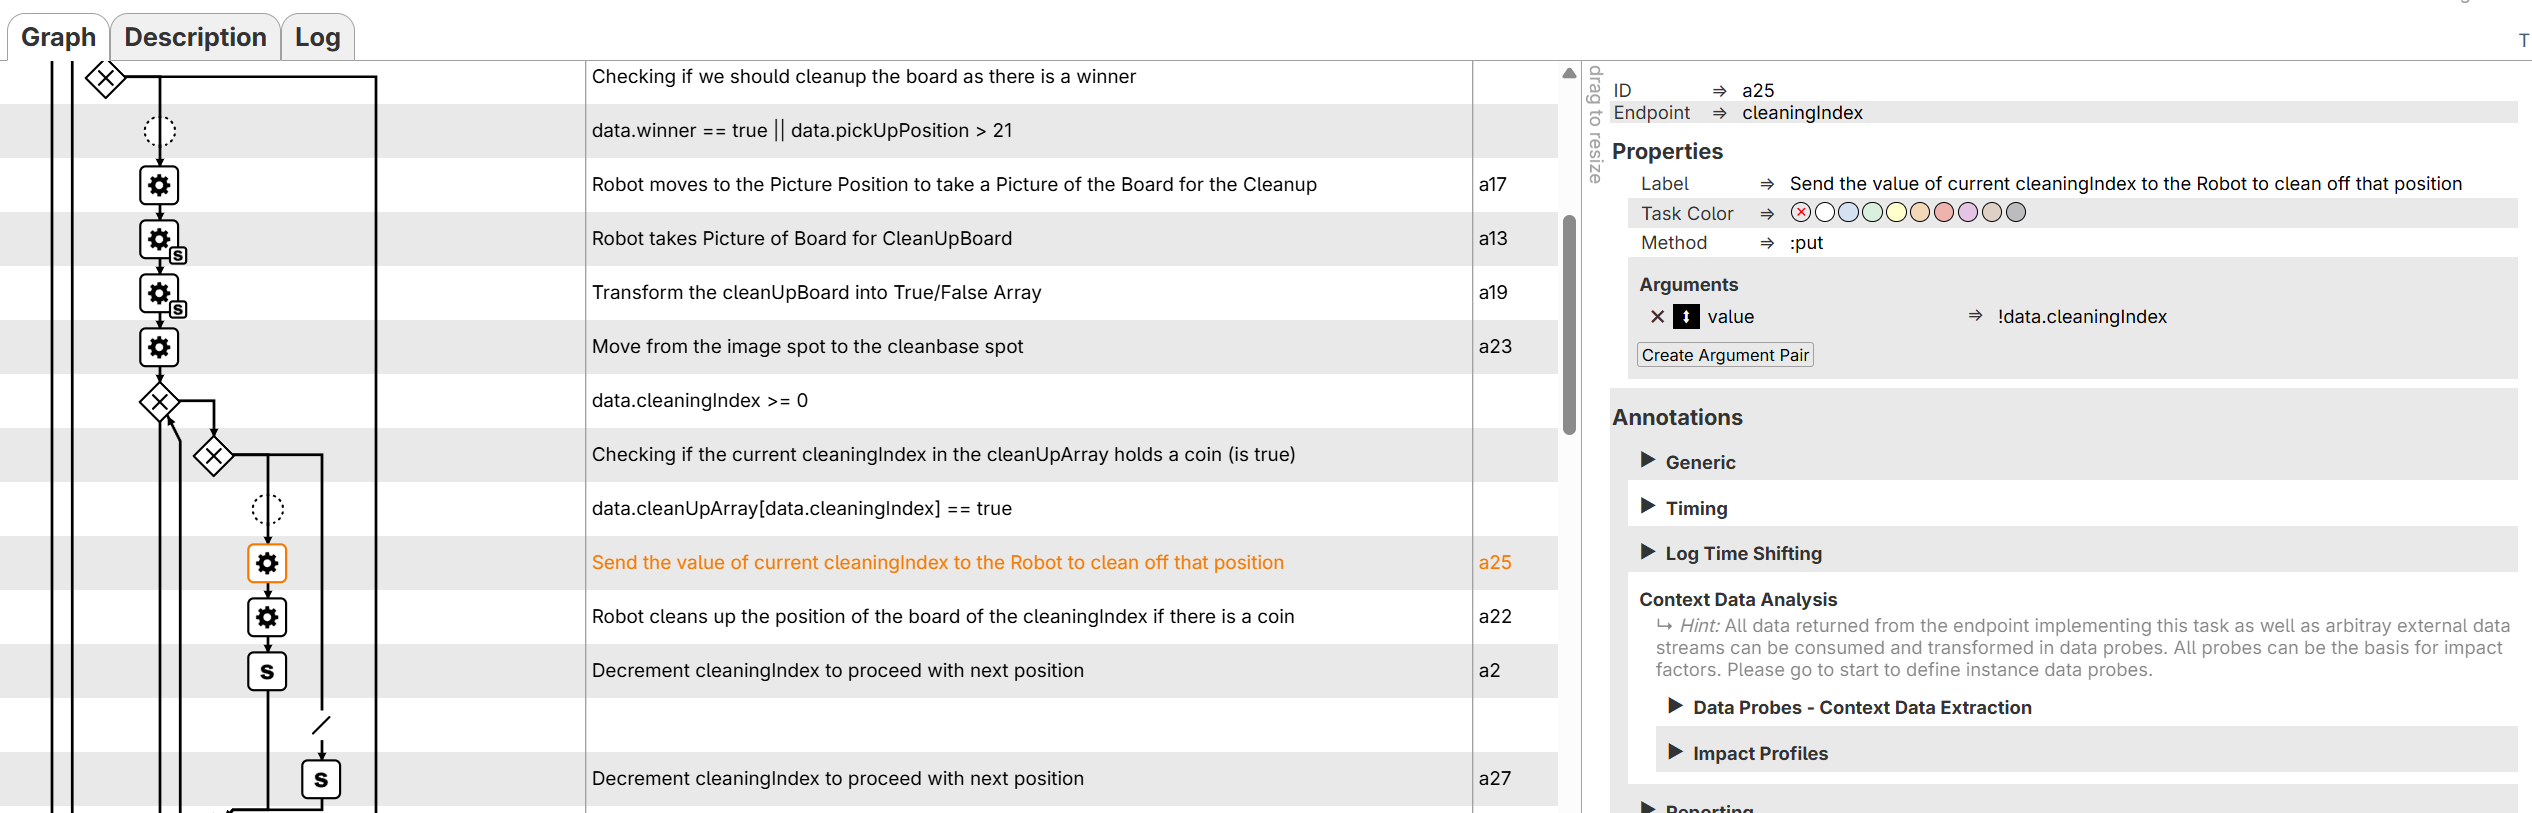 Graph Description Log
T
Checking if we should cleanup the board as there is a winner
data.winner == true || data.pickUpPosition > 21
Robot moves to the Picture Position to take a Picture of the Board for the Cleanup a17
S Robot takes Picture of Board for CleanUpBoard a13
S Transform the cleanUpBoard into True/False Array a19
Move from the image spot to the cleanbase spot a23
data.cleaningIndex >= 0
Checking if the current cleaningIndex in the cleanUpArray holds a coin (is true)
data.cleanUpArray[data.cleaningIndex] == true
Send the value of current cleaningIndex to the Robot to clean off that position a25
Robot cleans up the position of the board of the cleaningIndex if there is a coin a22
S Decrement cleaningIndex to proceed with next position a2
S Decrement cleaningIndex to proceed with next position a27
drag to resize
ID ⇒ a25
Endpoint ⇒ cleaningIndex
Properties
Label ⇒ Send the value of current cleaningIndex to the Robot to clean off that position
Task Color ⇒
Method ⇒ :put
Arguments
value ⇒ !data.cleaningIndex
Create Argument Pair
Annotations
Generic
Timing
Log Time Shifting
Context Data Analysis
↳ Hint: All data returned from the endpoint implementing this task as well as arbitray external data
streams can be consumed and transformed in data probes. All probes can be the basis for impact
factors. Please go to start to define instance data probes.
Data Probes - Context Data Extraction
Impact Profiles
Reporting